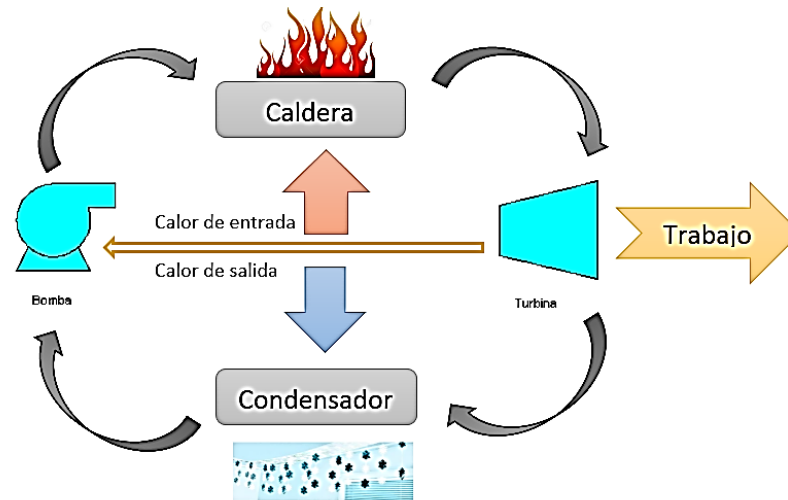 Caldera
Calor de entrada
Calor de salida
Bomba
Turbina
Trabajo
Condensador